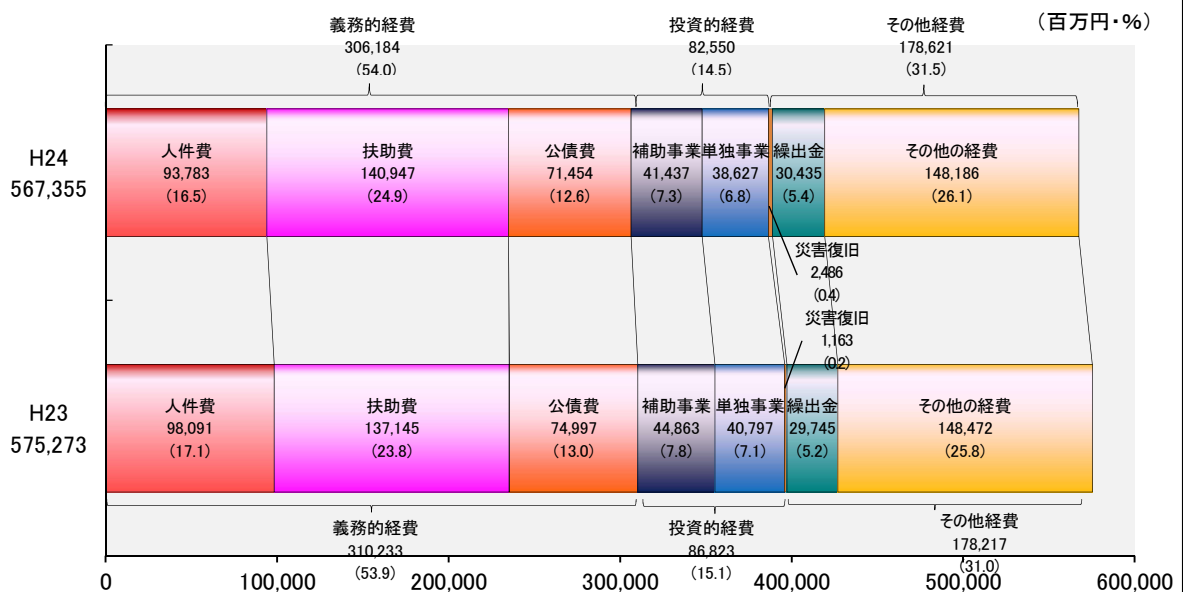 (百万円・%)
義務的経費
306,184
(54.0)
投資的経費
82,550
(14.5)
その他経費
178,621
(31.5)
H24
567,355
人件費
93,783
(16.5)
扶助費
140,947
(24.9)
公債費
71,454
(12.6)
補助事業
41,437
(7.3)
単独事業
38,627
(6.8)
繰出金
30,435
(5.4)
その他の経費
148,186
(26.1)
災害復旧
2,486
(0.4)
災害復旧
1,163
(0.2)
H23
575,273
人件費
98,091
(17.1)
扶助費
137,145
(23.8)
公債費
74,997
(13.0)
補助事業
44,863
(7.8)
単独事業
40,797
(7.1)
繰出金
29,745
(5.2)
その他の経費
148,472
(25.8)
義務的経費
310,233
(53.9)
投資的経費
86,823
(15.1)
その他経費
178,217
(31.0)
0 100,000 200,000 300,000 400,000 500,000 600,000